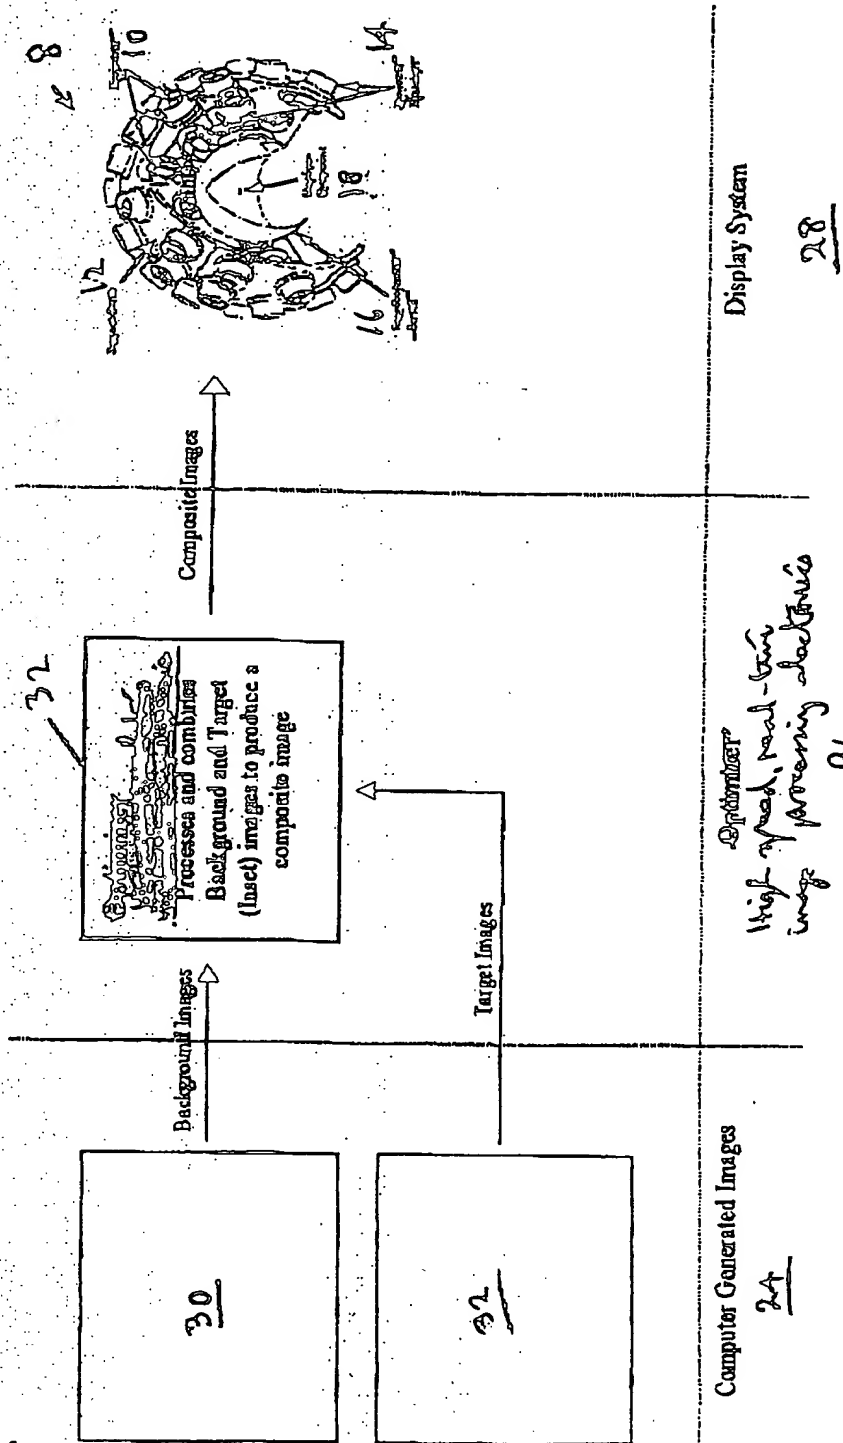 30
32
Background Images
Target Images
32
Processes and combines
Background and Target
(Inset) images to produce a
composite image
Composite Images
8
10
12
14
16
18
Computer Generated Images
24
Optimizer
High speed, real-time
image processing electronics
Display System
28